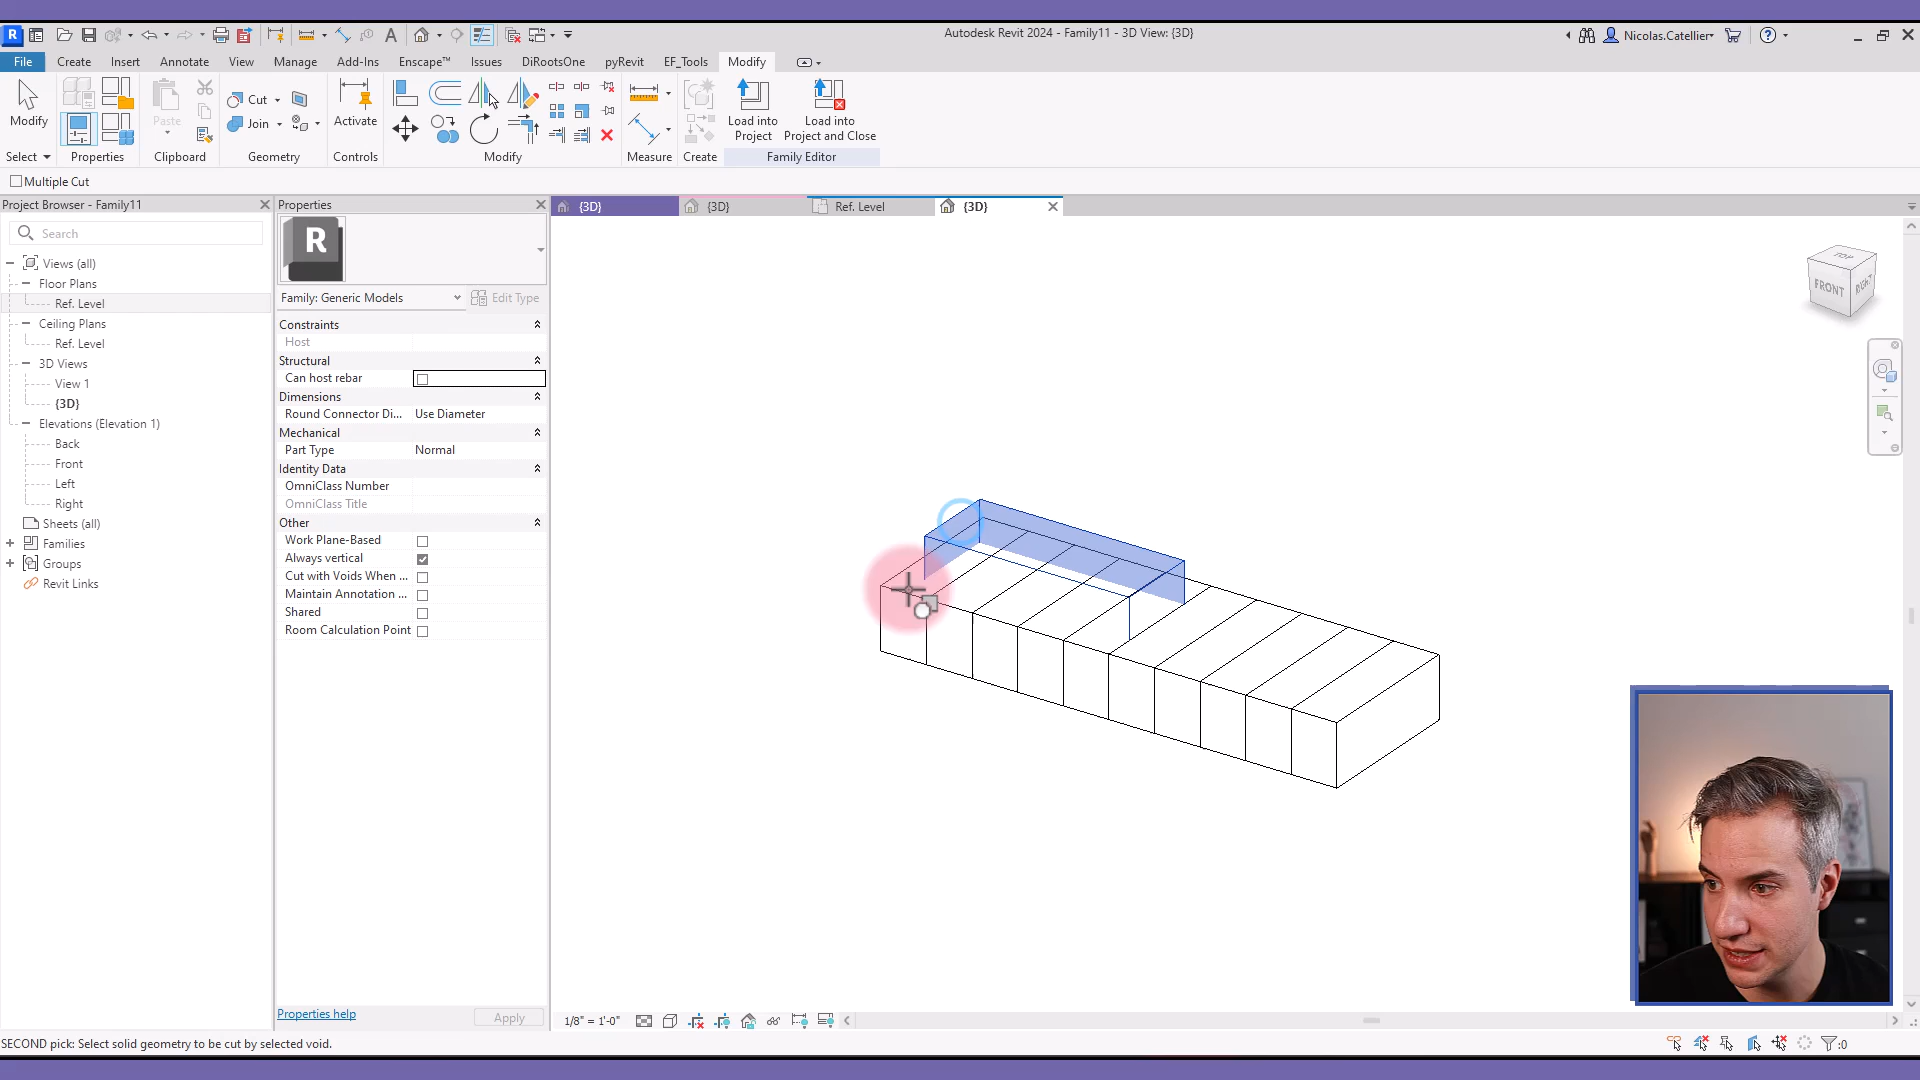 Autodesk Revit 2024 - Family11 - 3D View: {3D}
Nicolas.Catellier
File Create Insert Annotate View Manage Add-Ins Enscape™ Issues DiRootsOne pyRevit EF_Tools Modify
Modify
Paste
Cut
Join
Activate
Load into
Project
Load into
Project and Close
Select Properties Clipboard Geometry Controls Modify Measure Create Family Editor
Multiple Cut
Project Browser - Family11
Search
Views (all)
Floor Plans
Ref. Level
Ceiling Plans
Ref. Level
3D Views
View 1
{3D}
Elevations (Elevation 1)
Back
Front
Left
Right
Sheets (all)
Families
Groups
Revit Links
Properties
R
Family: Generic Models
Edit Type
Constraints
Host
Structural
Can host rebar
Dimensions
Round Connector Di... Use Diameter
Mechanical
Part Type Normal
Identity Data
OmniClass Number
OmniClass Title
Other
Work Plane-Based
Always vertical
Cut with Voids When ...
Maintain Annotation ...
Shared
Room Calculation Point
Properties help
Apply
{3D} {3D} Ref. Level {3D}
TOP
FRONT
RIGHT
1/8" = 1'-0"
SECOND pick: Select solid geometry to be cut by selected void.
:0